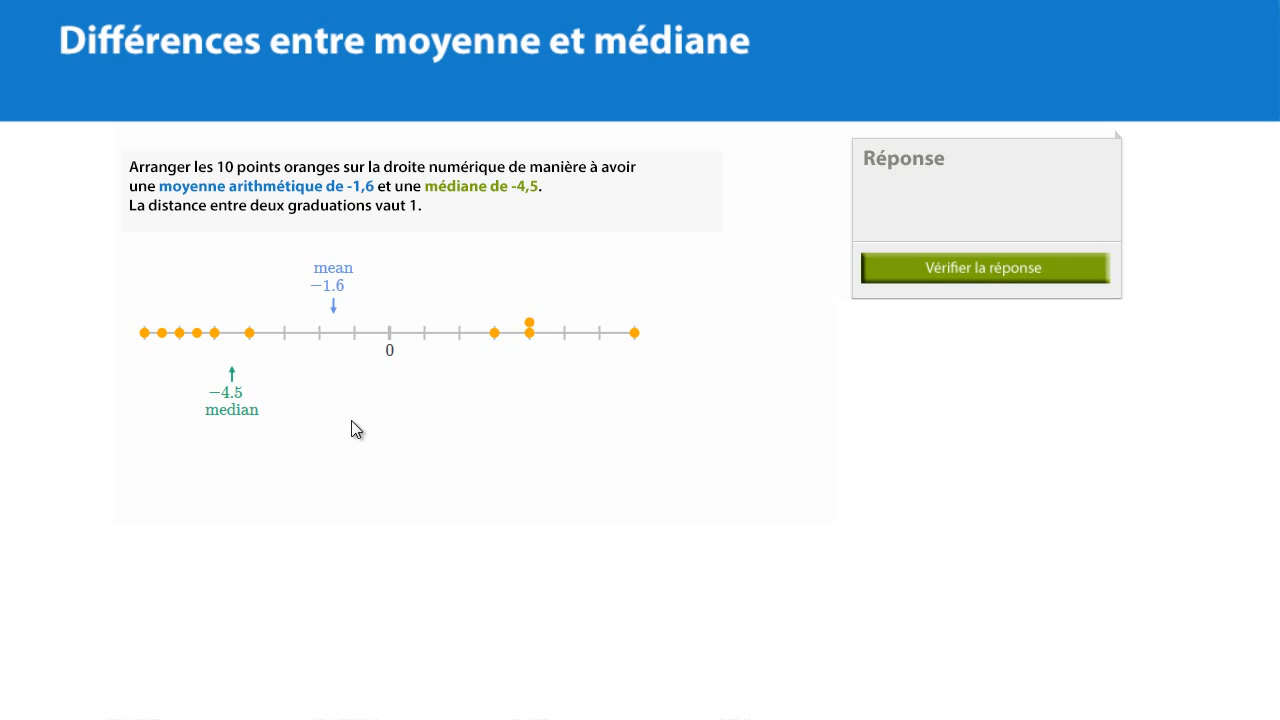 Différences entre moyenne et médiane
Arranger les 10 points oranges sur la droite numérique de manière à avoir
une moyenne arithmétique de -1,6 et une médiane de -4,5.
La distance entre deux graduations vaut 1.
Réponse
Vérifier la réponse
mean
−1.6
0
−4.5
median